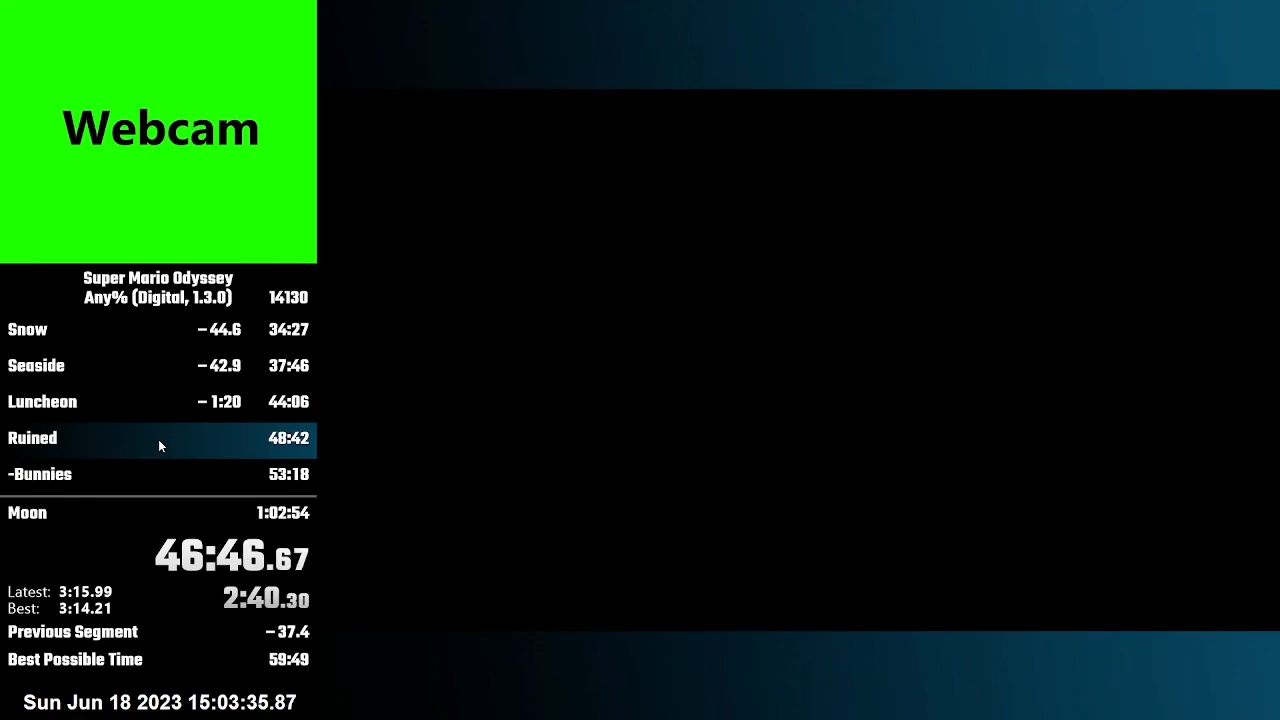 Webcam
Super Mario Odyssey
Any% (Digital, 1.3.0) 14130
Snow −44.6 34:27
Seaside −42.9 37:46
Luncheon −1:20 44:06
Ruined 48:42
-Bunnies 53:18
Moon 1:02:54
46:46.67
Latest: 3:15.99
2:40.30
Best: 3:14.21
Previous Segment −37.4
Best Possible Time 59:49
Sun Jun 18 2023 15:03:35.87